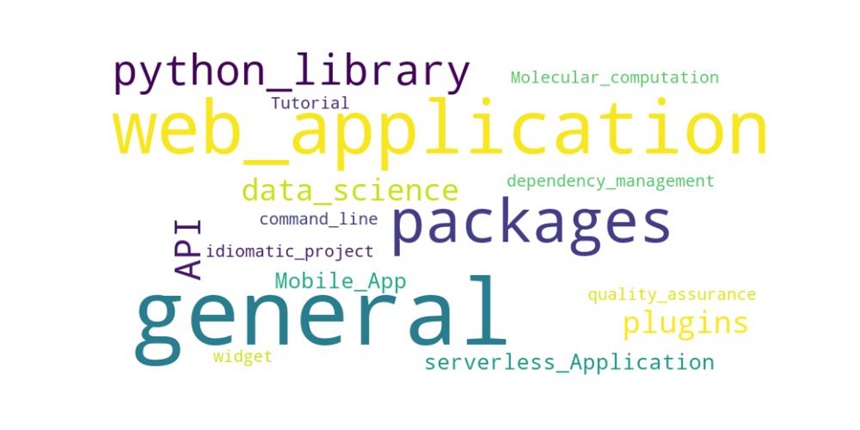 python_library
Molecular_computation
Tutorial
web_application
data_science
dependency_management
command_line
packages
API
idiomatic_project
Mobile_App
general
quality_assurance
plugins
widget
serverless_Application